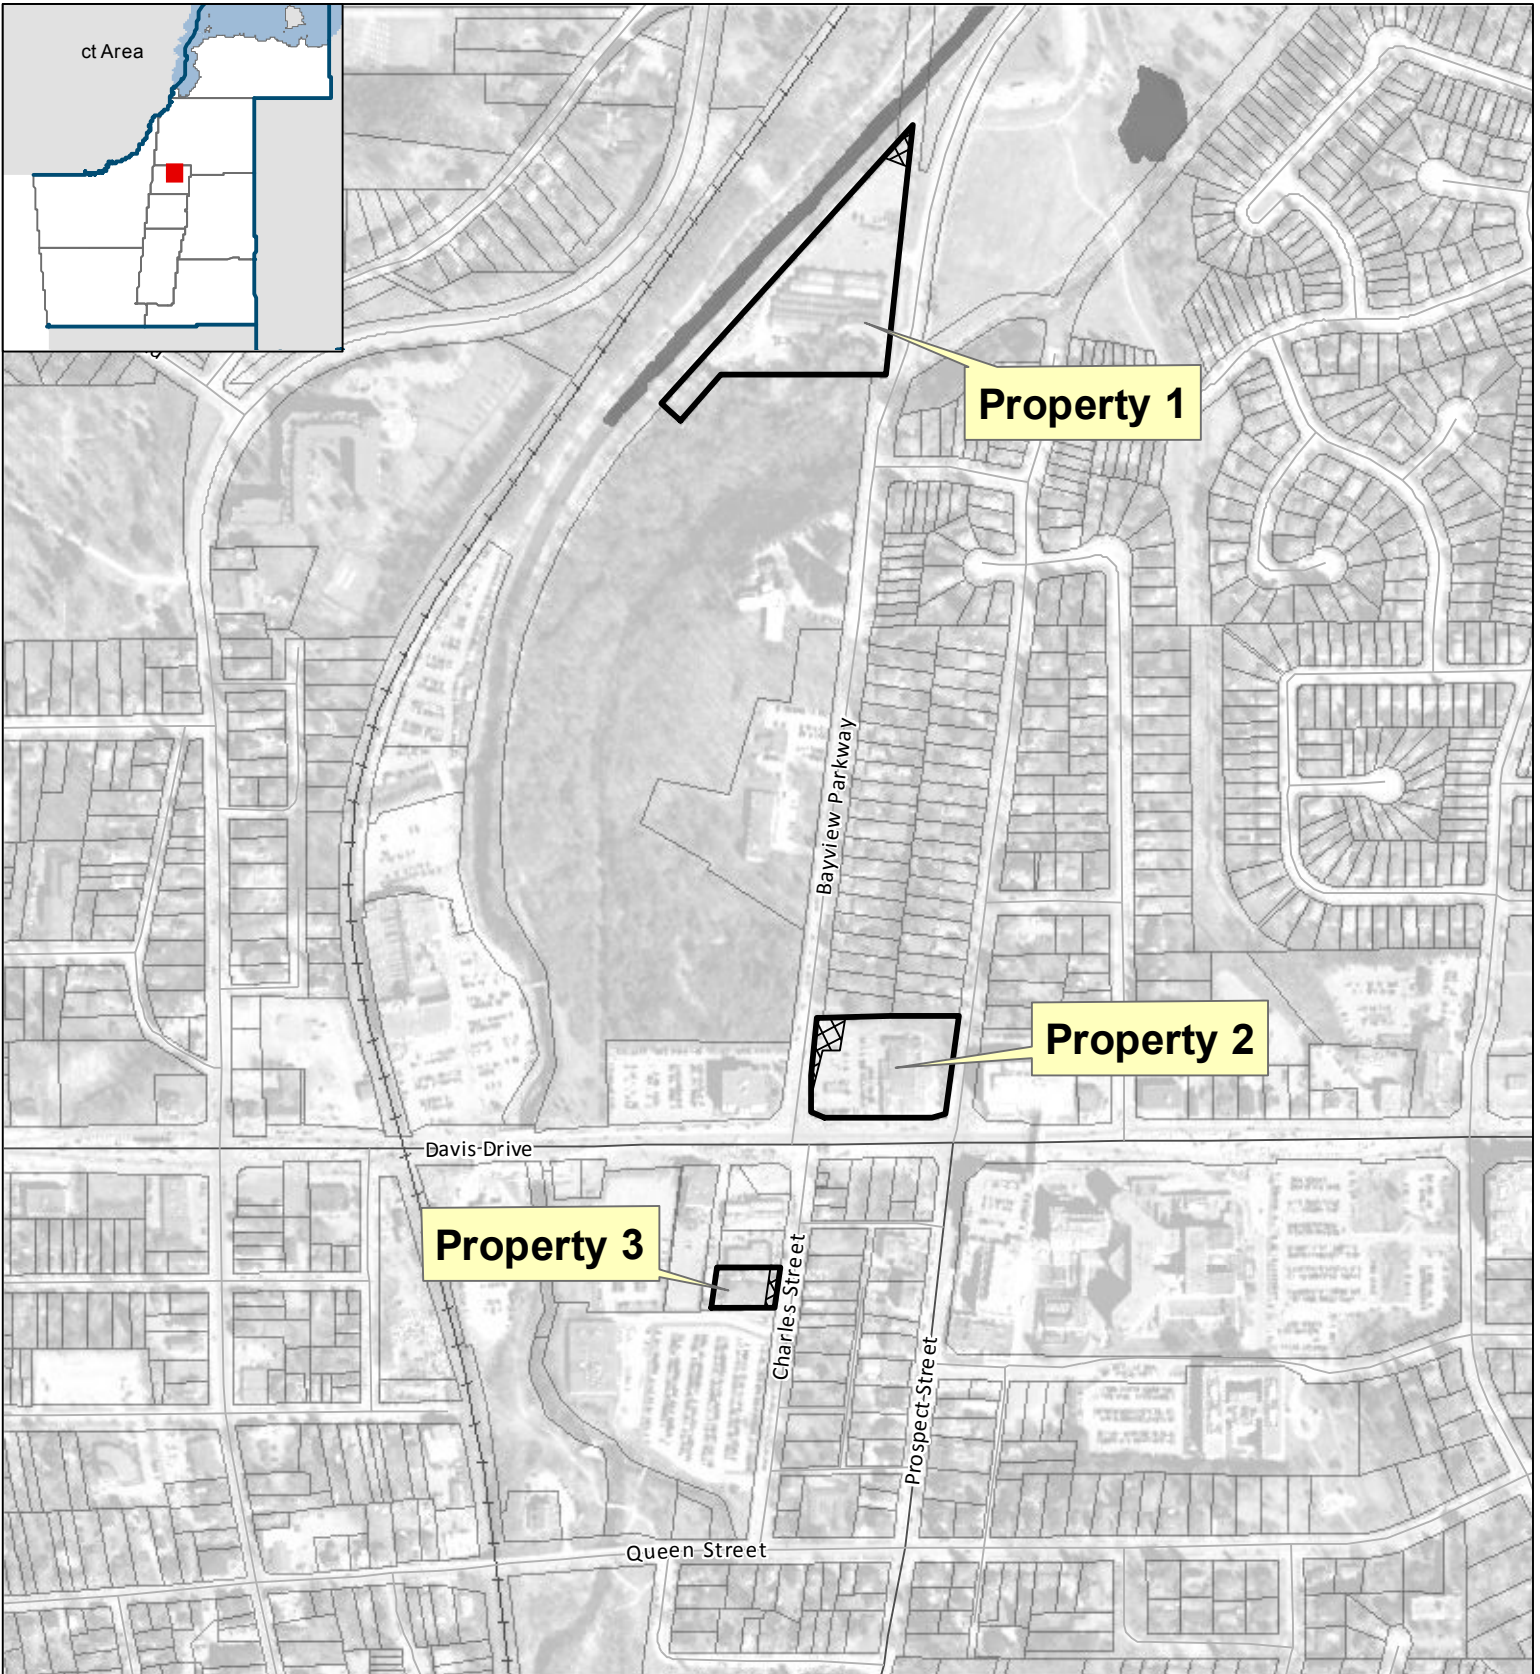 ct Area
Property 1
Bayview Parkway
Property 2
Davis Drive
Property 3
Charles Street
Prospect Street
Queen Street